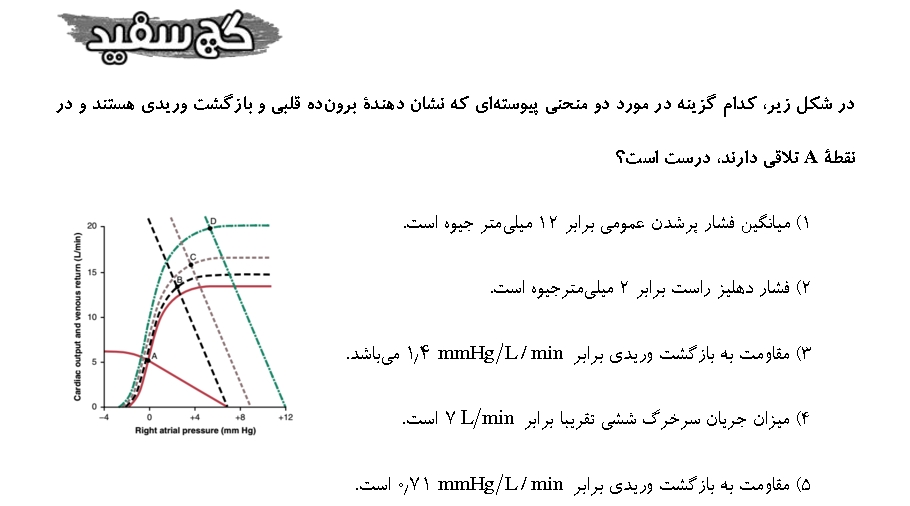 گچ سفید
در شکل زیر، کدام گزینه در مورد دو منحنی پیوسته‌ای که نشان دهندهٔ برون‌ده قلبی و بازگشت وریدی هستند و در
نقطهٔ A تلاقی دارند، درست است؟
۱) میانگین فشار پرشدن عمومی برابر ۱۲ میلی‌متر جیوه است.
۲) فشار دهلیز راست برابر ۲ میلی‌مترجیوه است.
۳) مقاومت به بازگشت وریدی برابر mmHg/L/min ۱٫۴ می‌باشد.
۴) میزان جریان سرخرگ ششی تقریبا برابر ۷ L/min است.
۵) مقاومت به بازگشت وریدی برابر mmHg/L/min ۰٫۷۱ است.
Cardiac output and venous return (L/min)
20
15
10
5
0
D
C
B
A
−4 0 +4 +8 +12
Right atrial pressure (mm Hg)